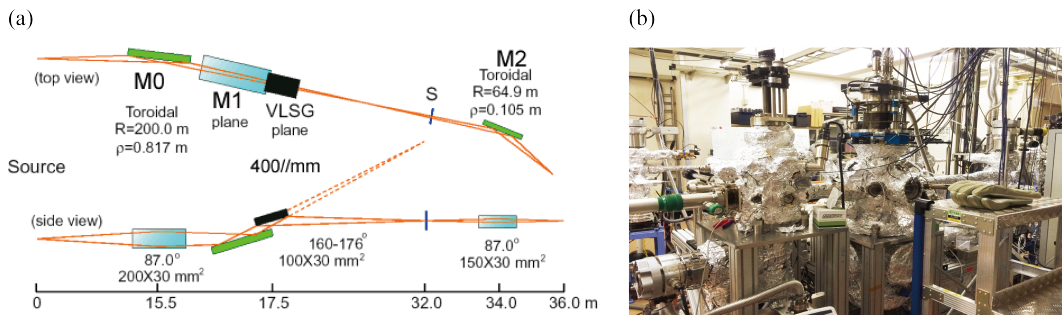 (a)
(b)
(top view)
M0
Toroidal
R=200.0 m
ρ=0.817 m
M1
plane
VLSG
plane
S
M2
Toroidal
R=64.9 m
ρ=0.105 m
Source
400//mm
(side view)
87.0°
200X30 mm²
160-176°
100X30 mm²
87.0°
150X30 mm²
0 15.5 17.5 32.0 34.0 36.0 m